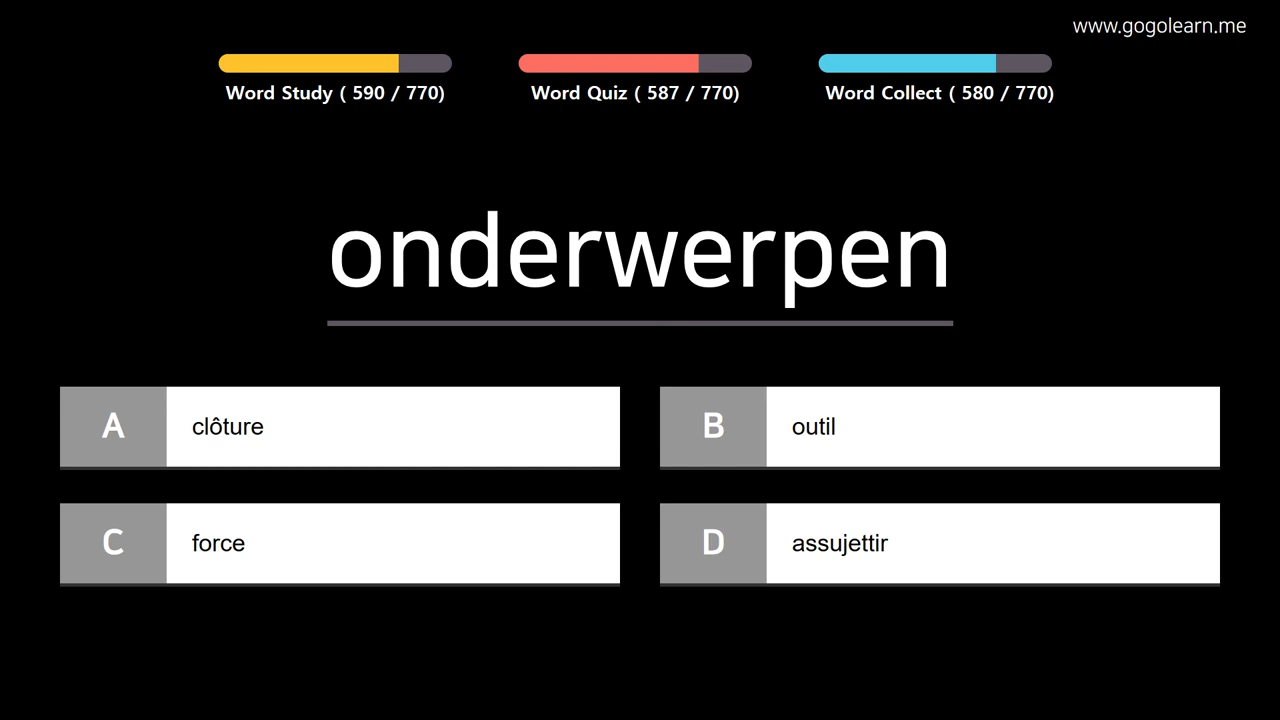 www.gogolearn.me
Word Study ( 590 / 770)
Word Quiz ( 587 / 770)
Word Collect ( 580 / 770)
onderwerpen
A clôture
B outil
C force
D assujettir